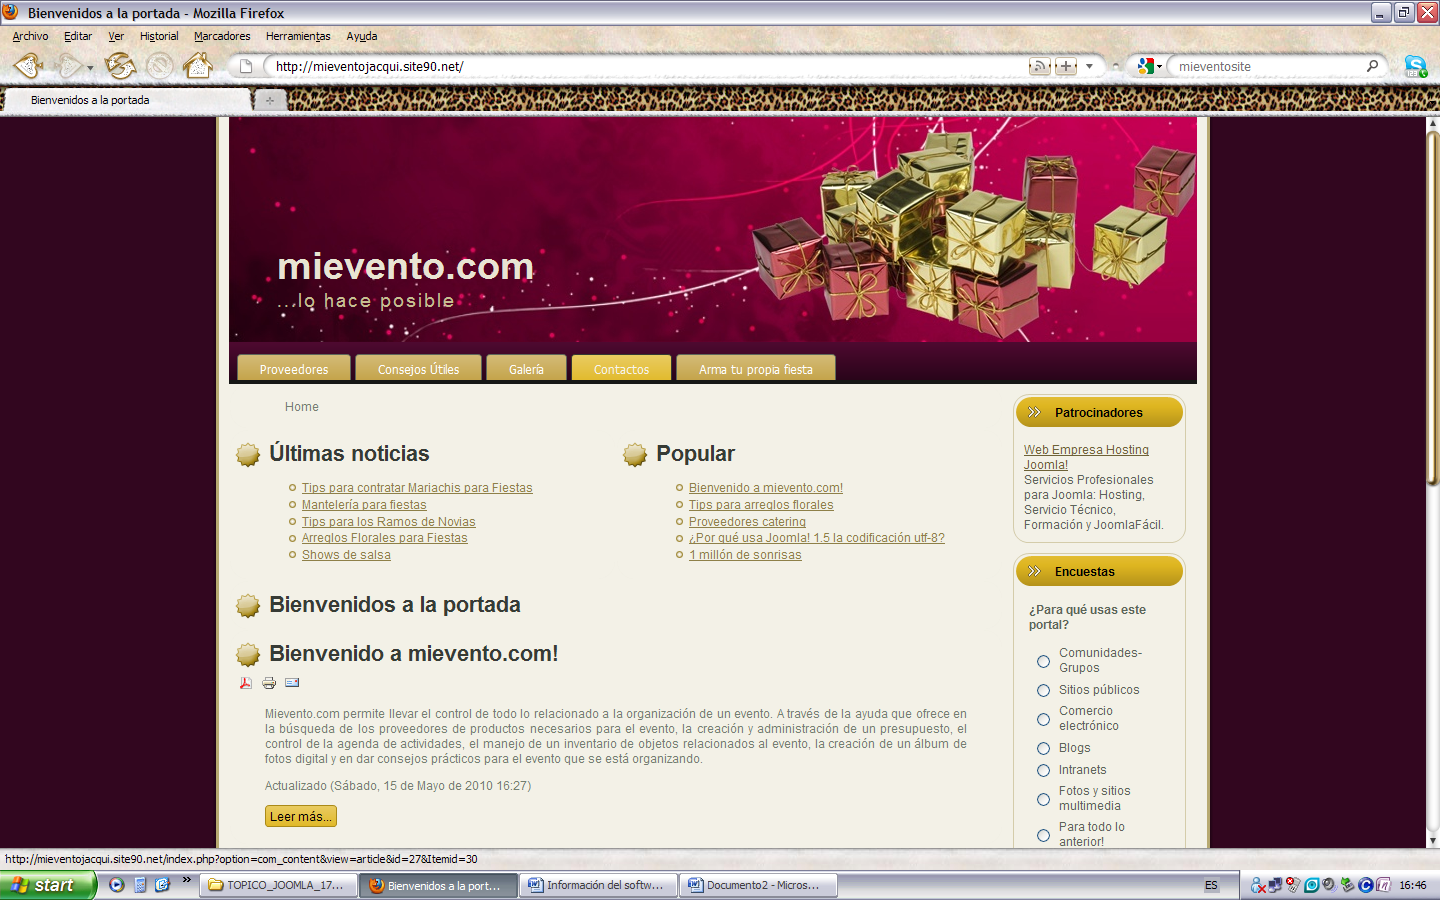 Bienvenidos a la portada - Mozilla Firefox
Archivo Editar Ver Historial Marcadores Herramientas Ayuda
http://mieventojacqui.site90.net/
mieventosite
Bienvenidos a la portada
mievento.com
...lo hace posible
Proveedores Consejos Útiles Galería Contactos Arma tu propia fiesta
Home
Últimas noticias
Tips para contratar Mariachis para Fiestas
Mantelería para fiestas
Tips para los Ramos de Novias
Arreglos Florales para Fiestas
Shows de salsa
Popular
Bienvenido a mievento.com!
Tips para arreglos florales
Proveedores catering
¿Por qué usa Joomla! 1.5 la codificación utf-8?
1 millón de sonrisas
Bienvenidos a la portada
Bienvenido a mievento.com!
Mievento.com permite llevar el control de todo lo relacionado a la organización de un evento. A través de la ayuda que ofrece en
la búsqueda de los proveedores de productos necesarios para el evento, la creación y administración de un presupuesto, el
control de la agenda de actividades, el manejo de un inventario de objetos relacionados al evento, la creación de un álbum de
fotos digital y en dar consejos prácticos para el evento que se está organizando.
Actualizado (Sábado, 15 de Mayo de 2010 16:27)
Leer más...
Patrocinadores
Web Empresa Hosting
Joomla!
Servicios Profesionales
para Joomla: Hosting,
Servicio Técnico,
Formación y JoomlaFácil.
Encuestas
¿Para qué usas este
portal?
Comunidades-
Grupos
Sitios públicos
Comercio
electrónico
Blogs
Intranets
Fotos y sitios
multimedia
Para todo lo
anterior!
http://mieventojacqui.site90.net/index.php?option=com_content&view=article&id=27&Itemid=30
start
TOPICO_JOOMLA_17...
Bienvenidos a la port...
Información del softw...
Documento2 - Micros...
ES
16:46